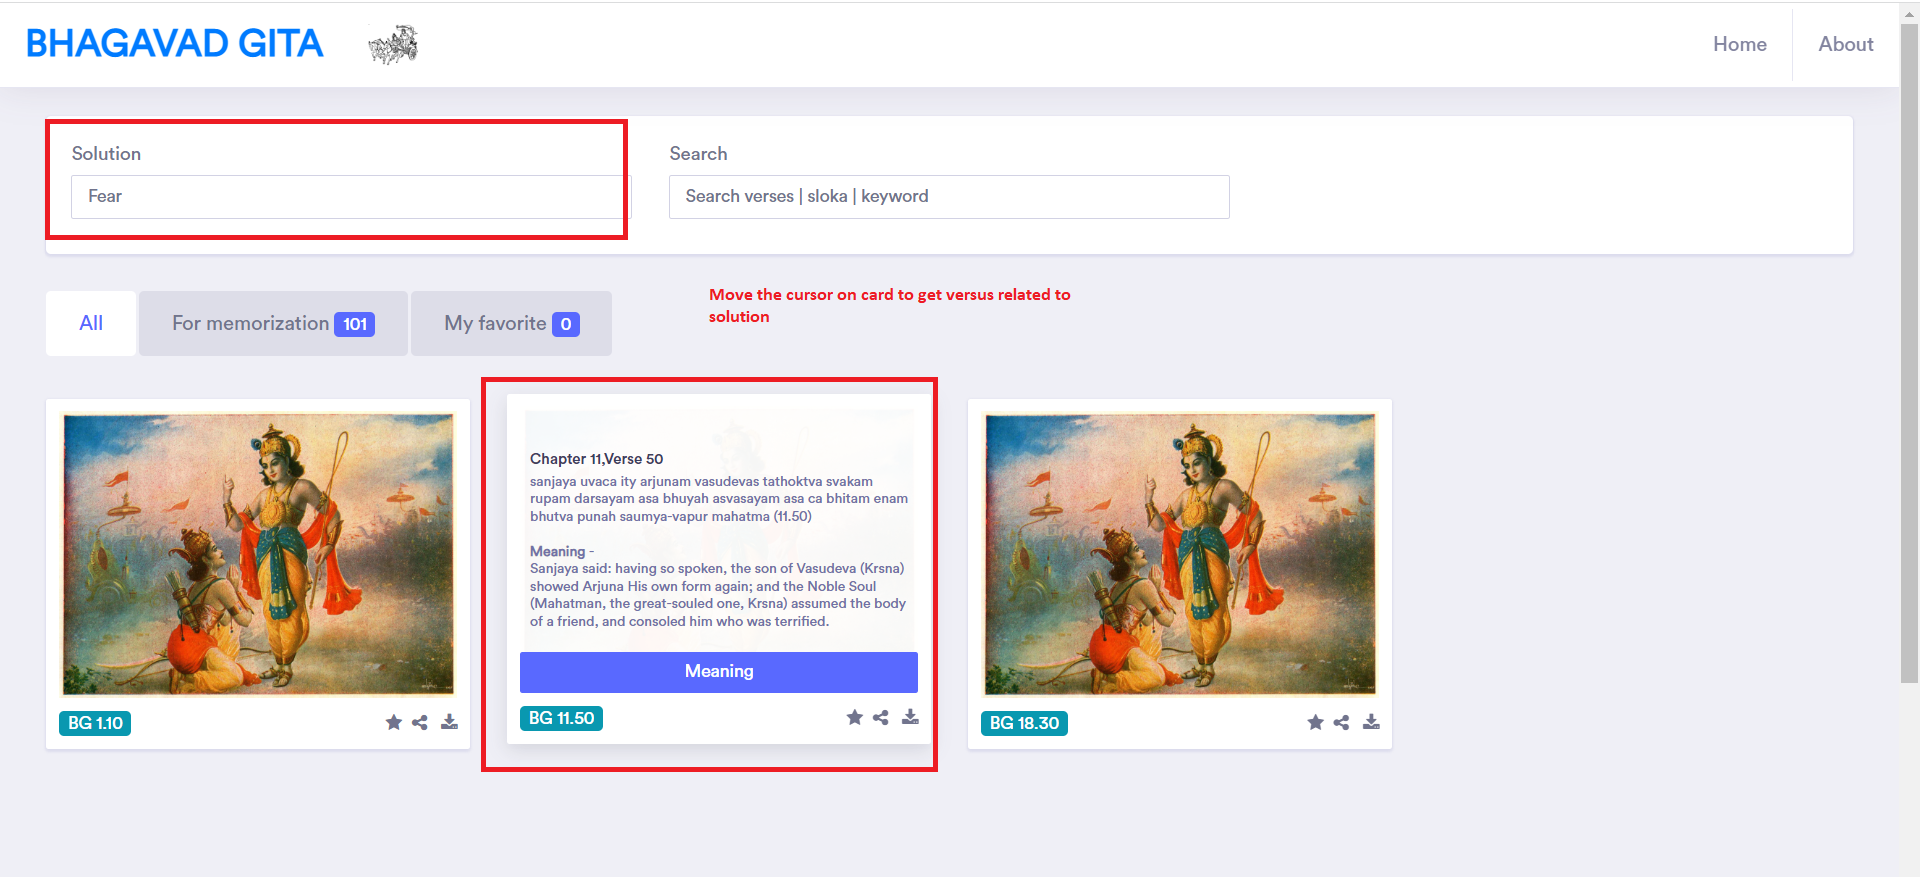 BHAGAVAD GITA
Home
About
Solution
Fear
Search
Search verses | sloka | keyword
All
For memorization 101
My favorite 0
Move the cursor on card to get versus related to
solution
Chapter 11,Verse 50
sanjaya uvaca ity arjunam vasudevas tathoktva svakam
rupam darsayam asa bhuyah asvasayam asa ca bhitam enam
bhutva punah saumya-vapur mahatma (11.50)
Meaning -
Sanjaya said: having so spoken, the son of Vasudeva (Krsna)
showed Arjuna His own form again; and the Noble Soul
(Mahatman, the great-souled one, Krsna) assumed the body
of a friend, and consoled him who was terrified.
Meaning
BG 1.10
BG 11.50
BG 18.30